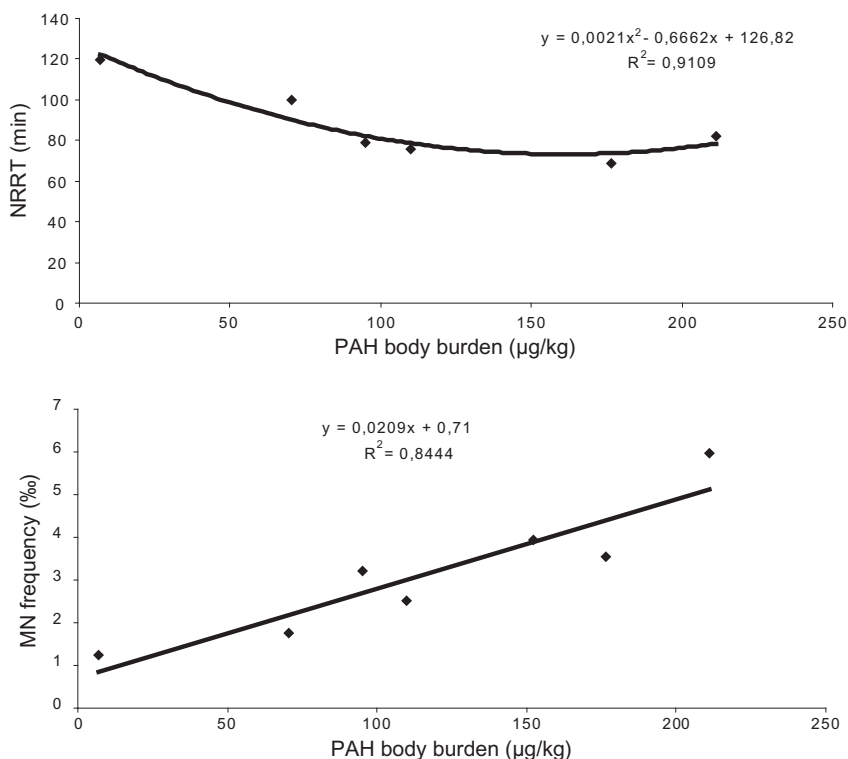 y = 0,0021x²- 0,6662x + 126,82
R²= 0,9109
140
120
100
80
60
40
20
0
NRRT (min)
0 50 100 150 200 250
PAH body burden (µg/kg)
y = 0,0209x + 0,71
R²= 0,8444
7
6
5
4
3
2
1
0
MN frequency (‰)
0 50 100 150 200 250
PAH body burden (µg/kg)